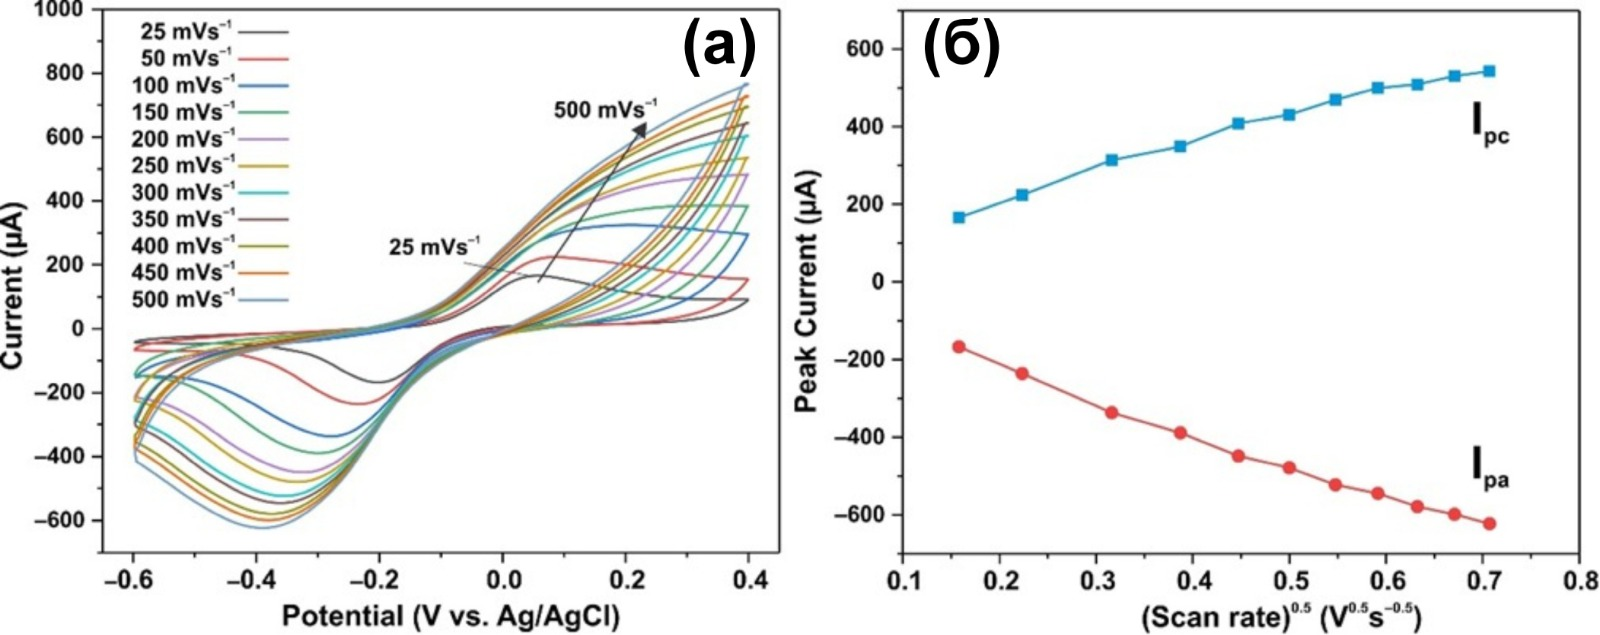 (а)
1000
800
600
400
200
0
−200
−400
−600
Current (µA)
25 mVs⁻¹
50 mVs⁻¹
100 mVs⁻¹
150 mVs⁻¹
200 mVs⁻¹
250 mVs⁻¹
300 mVs⁻¹
350 mVs⁻¹
400 mVs⁻¹
450 mVs⁻¹
500 mVs⁻¹
500 mVs⁻¹
25 mVs⁻¹
−0.6 −0.4 −0.2 0.0 0.2 0.4
Potential (V vs. Ag/AgCl)
(б)
600
400
200
0
−200
−400
−600
Peak Current (µA)
Ipc
Ipa
0.1 0.2 0.3 0.4 0.5 0.6 0.7 0.8
(Scan rate)⁰·⁵ (V⁰·⁵s⁻⁰·⁵)